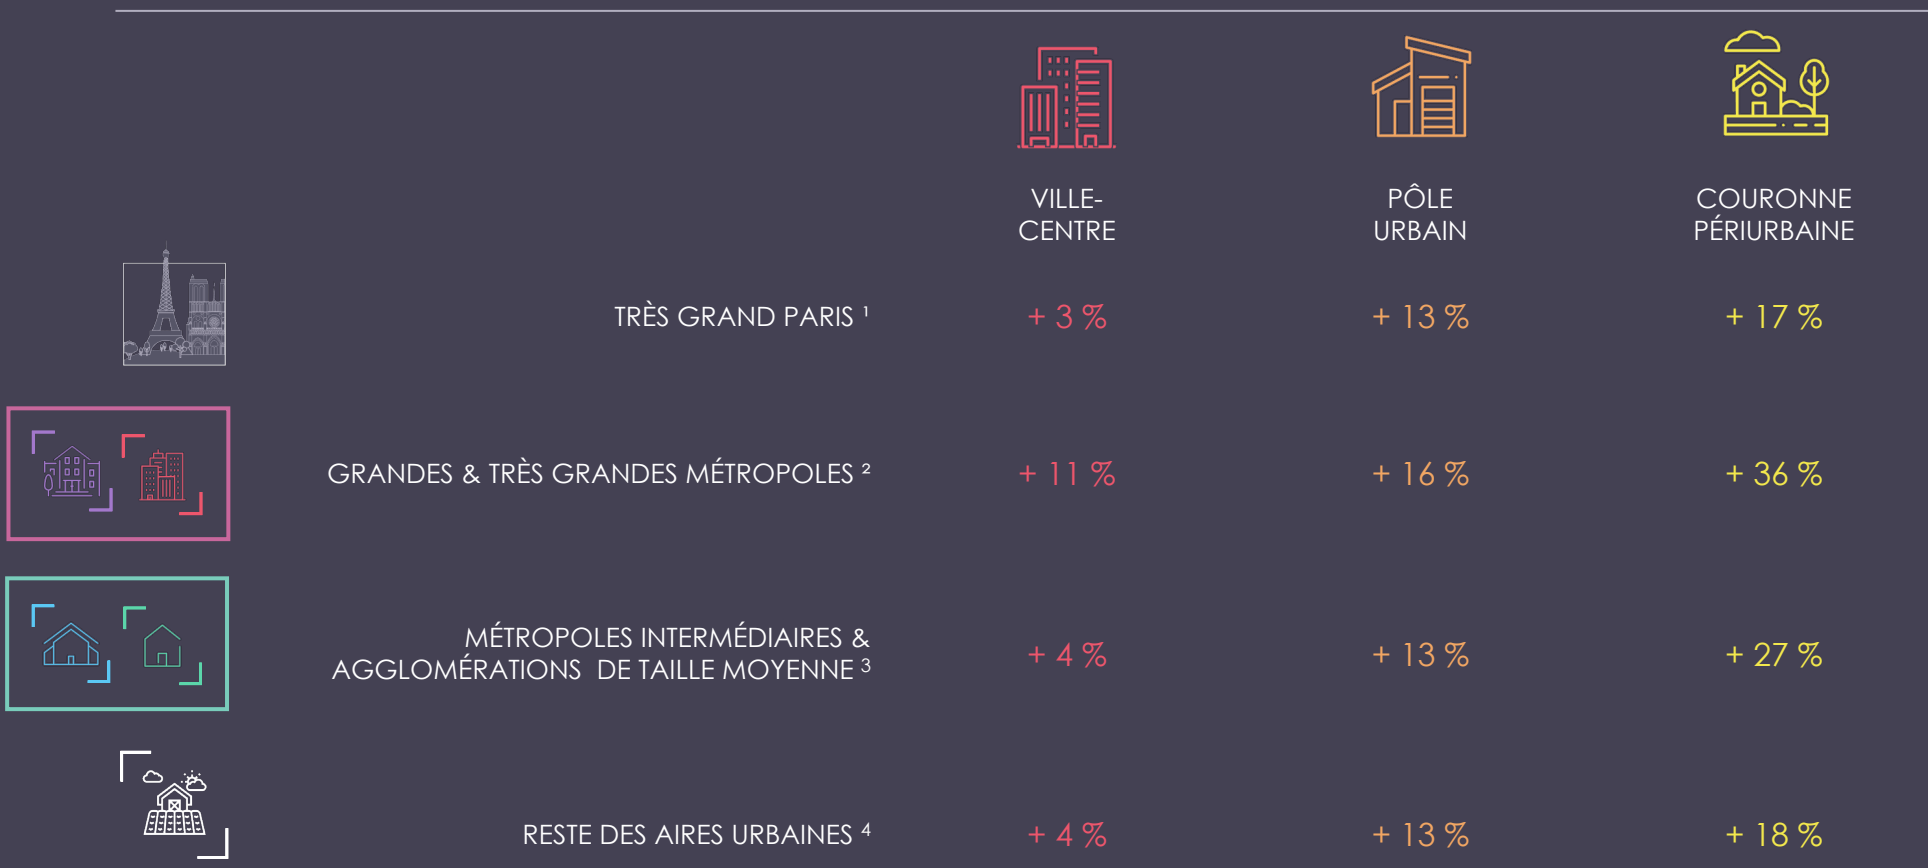 VILLE-
CENTRE
PÔLE
URBAIN
COURONNE
PÉRIURBAINE
TRÈS GRAND PARIS ¹ + 3 % + 13 % + 17 %
GRANDES & TRÈS GRANDES MÉTROPOLES ² + 11 % + 16 % + 36 %
MÉTROPOLES INTERMÉDIAIRES &
AGGLOMÉRATIONS DE TAILLE MOYENNE ³ + 4 % + 13 % + 27 %
RESTE DES AIRES URBAINES ⁴ + 4 % + 13 % + 18 %